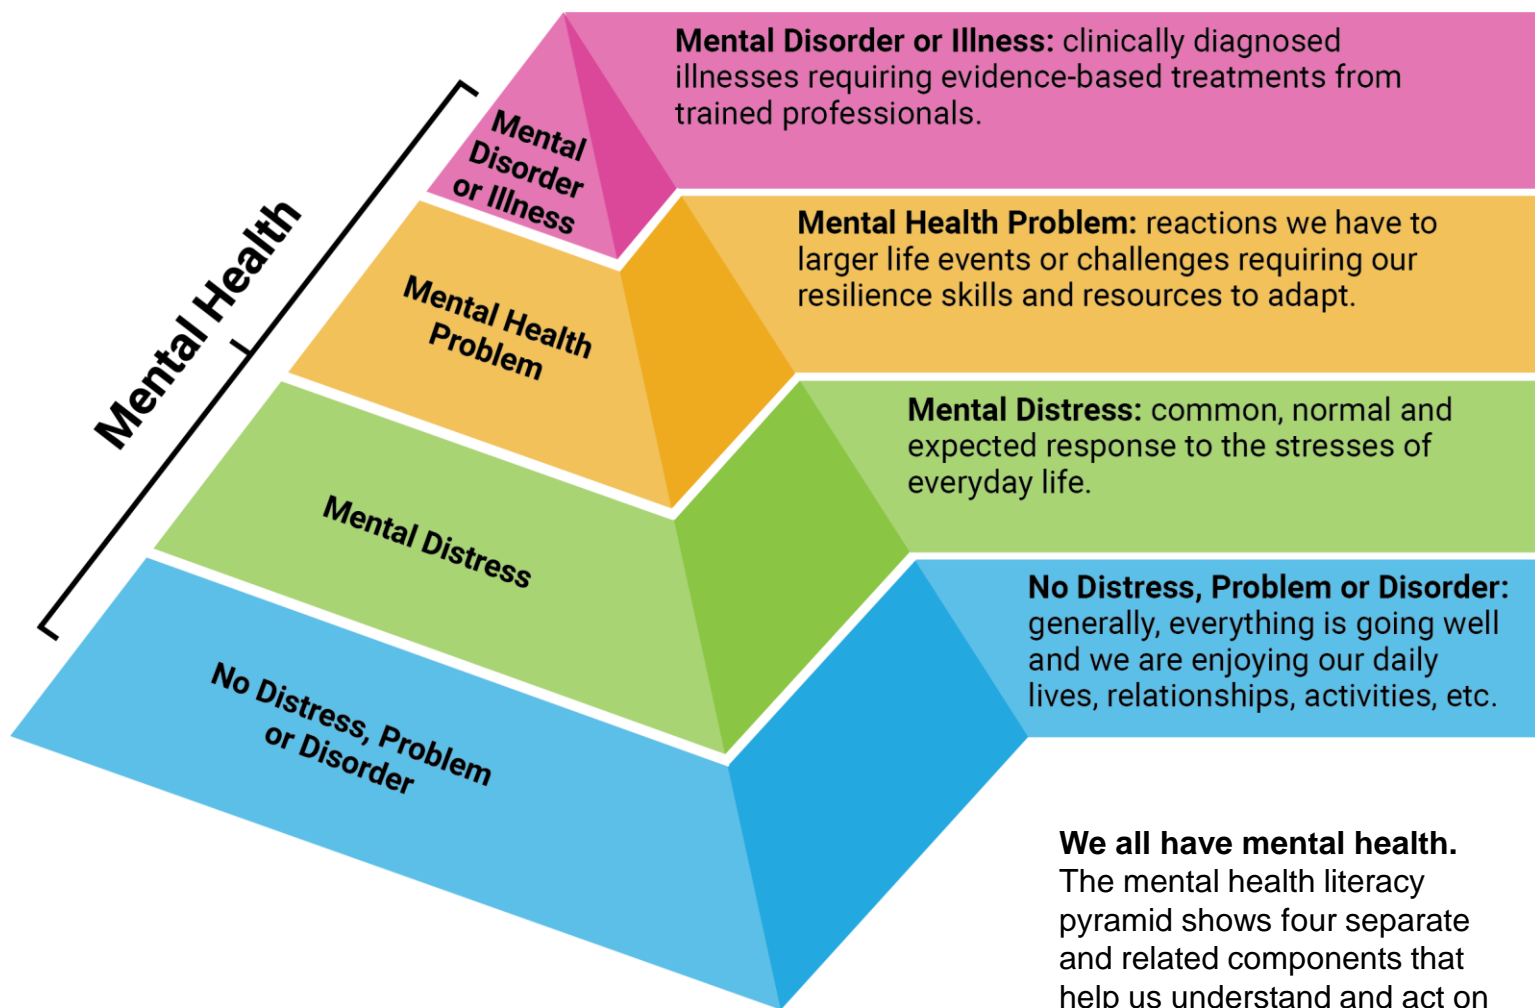 Mental Health
Mental
Disorder
or Illness
Mental Disorder or Illness: clinically diagnosed
illnesses requiring evidence-based treatments from
trained professionals.
Mental Health
Problem
Mental Health Problem: reactions we have to
larger life events or challenges requiring our
resilience skills and resources to adapt.
Mental Distress
Mental Distress: common, normal and
expected response to the stresses of
everyday life.
No Distress, Problem
or Disorder
No Distress, Problem or Disorder:
generally, everything is going well
and we are enjoying our daily
lives, relationships, activities, etc.
We all have mental health.
The mental health literacy
pyramid shows four separate
and related components that
help us understand and act on